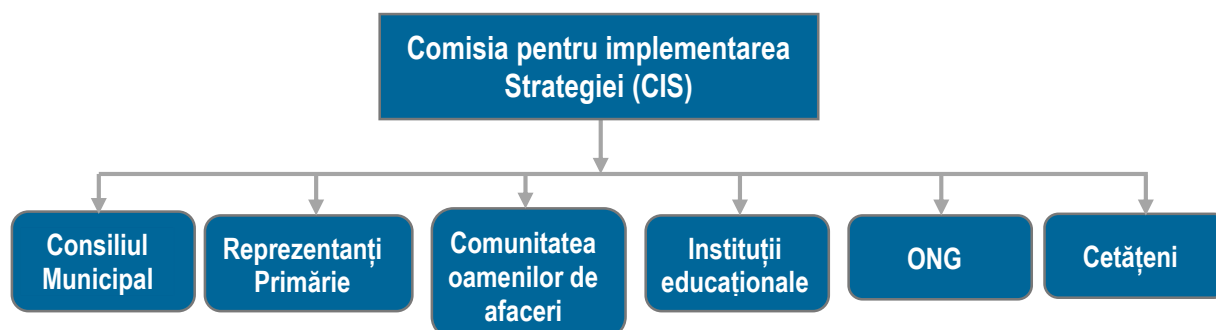 Comisia pentru implementarea
Strategiei (CIS)
Consiliul
Municipal
Reprezentanți
Primărie
Comunitatea
oamenilor de
afaceri
Instituții
educaționale
ONG
Cetățeni